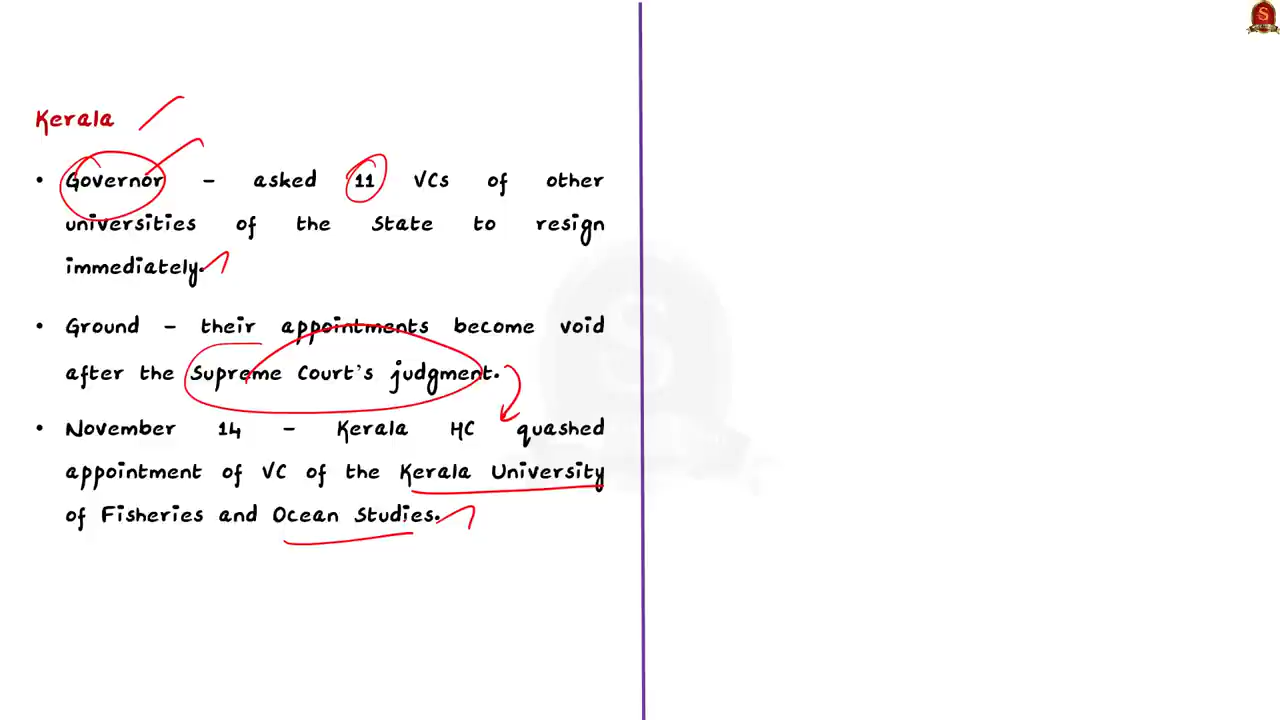 Kerala
• Governor – asked 11 VCs of other
universities of the State to resign
immediately.
• Ground – their appointments become void
after the Supreme Court's judgment.
• November 14 – Kerala HC quashed
appointment of VC of the Kerala University
of Fisheries and Ocean Studies.
S